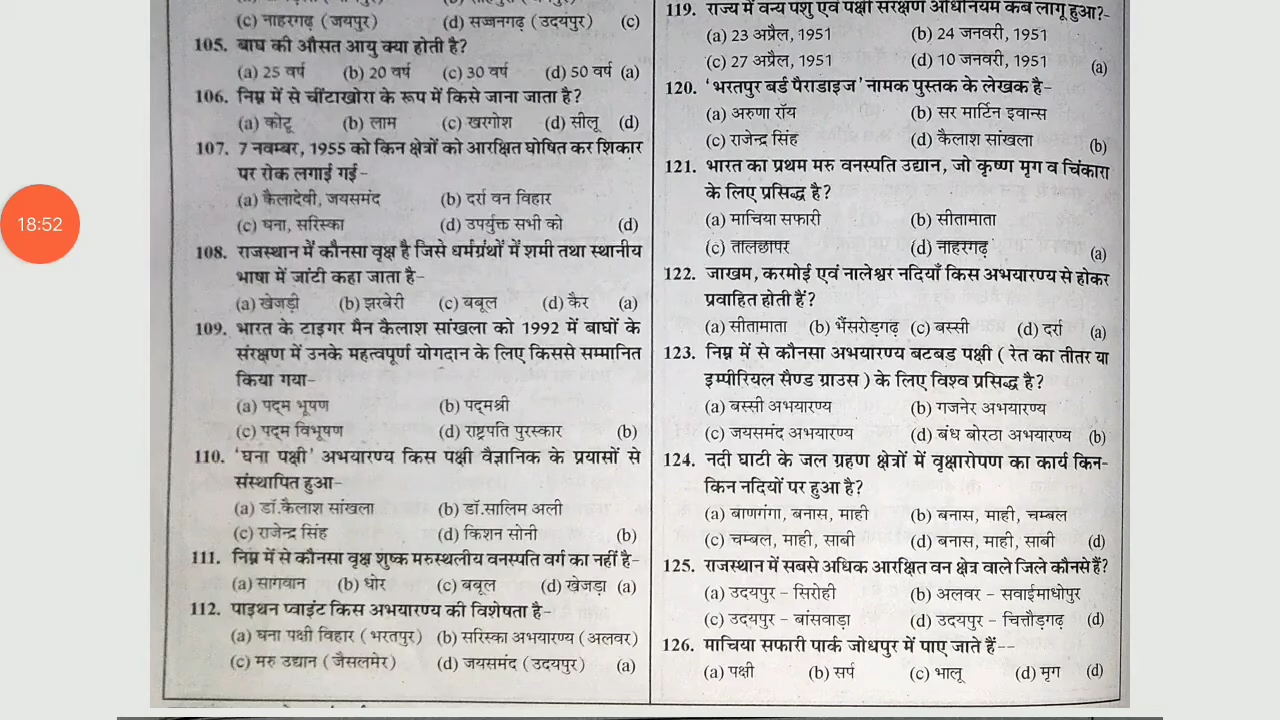 (c) नाहरगढ़ (जयपुर) (d) सज्जनगढ़ (उदयपुर) (c)
105. बाघ की औसत आयु क्या होती है?
(a) 25 वर्ष (b) 20 वर्ष (c) 30 वर्ष (d) 50 वर्ष (a)
106. निम्न में से चींटाखोरा के रूप में किसे जाना जाता है?
(a) कोटू (b) लाम (c) खरगोश (d) सीलू (d)
107. 7 नवम्बर, 1955 को किन क्षेत्रों को आरक्षित घोषित कर शिकार
पर रोक लगाई गई-
(a) कैलादेवी, जयसमंद (b) दर्रा वन विहार
(c) घना, सरिस्का (d) उपर्युक्त सभी को (d)
108. राजस्थान में कौनसा वृक्ष है जिसे धर्मग्रंथों में शमी तथा स्थानीय
भाषा में जांटी कहा जाता है-
(a) खेजड़ी (b) झरबेरी (c) बबूल (d) कैर (a)
109. भारत के टाइगर मैन कैलाश सांखला को 1992 में बाघों के
संरक्षण में उनके महत्वपूर्ण योगदान के लिए किससे सम्मानित
किया गया-
(a) पद्म भूषण (b) पद्मश्री
(c) पद्म विभूषण (d) राष्ट्रपति पुरस्कार (b)
110. 'घना पक्षी' अभयारण्य किस पक्षी वैज्ञानिक के प्रयासों से
संस्थापित हुआ-
(a) डॉ.कैलाश सांखला (b) डॉ.सालिम अली
(c) राजेन्द्र सिंह (d) किशन सोनी (b)
111. निम्न में से कौनसा वृक्ष शुष्क मरुस्थलीय वनस्पति वर्ग का नहीं है-
(a) सागवान (b) धोर (c) बबूल (d) खेजड़ा (a)
112. पाइथन प्वाइंट किस अभयारण्य की विशेषता है-
(a) घना पक्षी विहार (भरतपुर) (b) सरिस्का अभयारण्य (अलवर)
(c) मरु उद्यान (जैसलमेर) (d) जयसमंद (उदयपुर) (a)
119. राज्य में वन्य पशु एवं पक्षी संरक्षण अधिनियम कब लागू हुआ?-
(a) 23 अप्रैल, 1951 (b) 24 जनवरी, 1951
(c) 27 अप्रैल, 1951 (d) 10 जनवरी, 1951 (a)
120. 'भरतपुर बर्ड पैराडाइज' नामक पुस्तक के लेखक है-
(a) अरुणा रॉय (b) सर मार्टिन इवान्स
(c) राजेन्द्र सिंह (d) कैलाश सांखला (b)
121. भारत का प्रथम मरु वनस्पति उद्यान, जो कृष्ण मृग व चिंकारा
के लिए प्रसिद्ध है?
(a) माचिया सफारी (b) सीतामाता
(c) तालछापर (d) नाहरगढ़ (a)
122. जाखम, करमोई एवं नालेश्वर नदियाँ किस अभयारण्य से होकर
प्रवाहित होती हैं?
(a) सीतामाता (b) भैंसरोड़गढ़ (c) बस्सी (d) दर्रा (a)
123. निम्न में से कौनसा अभयारण्य बटबड पक्षी (रेत का तीतर या
इम्पीरियल सैण्ड ग्राउस) के लिए विश्व प्रसिद्ध है?
(a) बस्सी अभयारण्य (b) गजनेर अभयारण्य
(c) जयसमंद अभयारण्य (d) बंध बोरठा अभयारण्य (b)
124. नदी घाटी के जल ग्रहण क्षेत्रों में वृक्षारोपण का कार्य किन-
किन नदियों पर हुआ है?
(a) बाणगंगा, बनास, माही (b) बनास, माही, चम्बल
(c) चम्बल, माही, साबी (d) बनास, माही, साबी (d)
125. राजस्थान में सबसे अधिक आरक्षित वन क्षेत्र वाले जिले कौनसे हैं?
(a) उदयपुर - सिरोही (b) अलवर - सवाईमाधोपुर
(c) उदयपुर - बांसवाड़ा (d) उदयपुर - चित्तौड़गढ़ (d)
126. माचिया सफारी पार्क जोधपुर में पाए जाते हैं--
(a) पक्षी (b) सर्प (c) भालू (d) मृग (d)
18:52